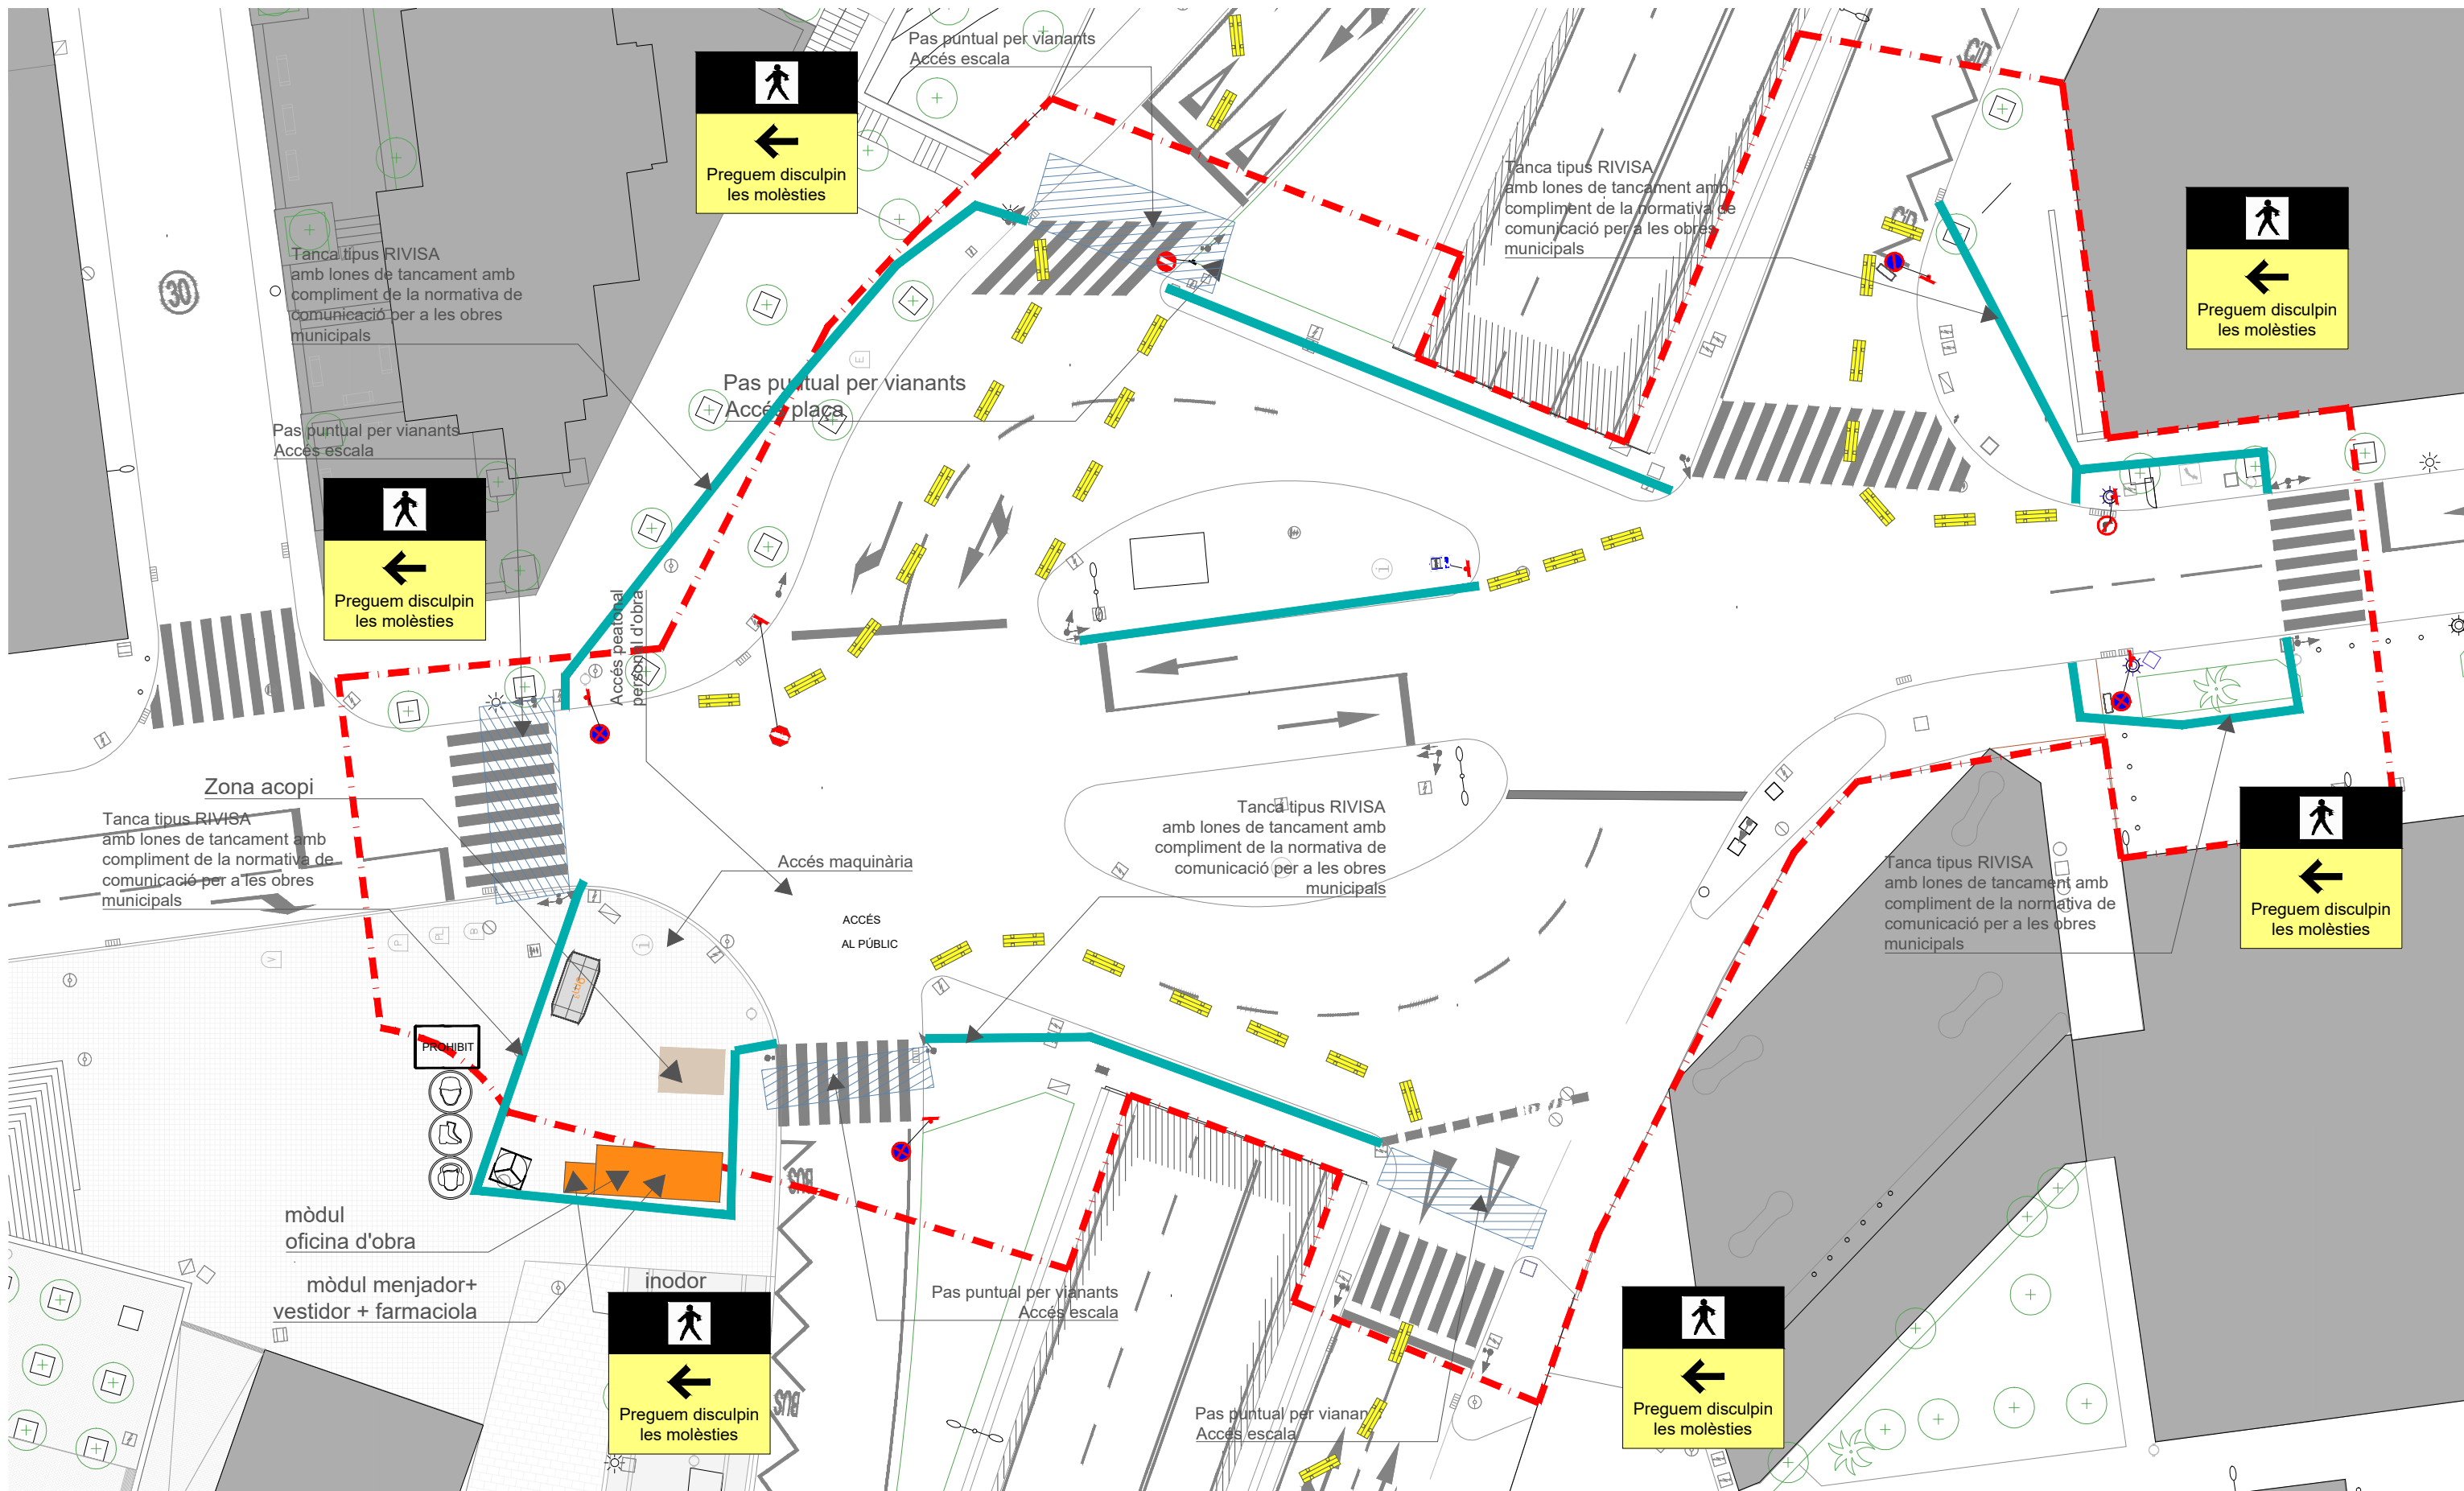 Pas puntual per vianants
Accés escala
Preguem disculpin
les molèsties
Tanca tipus RIVISA
amb lones de tancament amb
compliment de la normativa de
comunicació per a les obres
municipals
Preguem disculpin
les molèsties
Tanca tipus RIVISA
amb lones de tancament amb
compliment de la normativa de
comunicació per a les obres
municipals
30
E
Pas puntual per vianants
Accés plaça
Pas puntual per vianants
Accés escala
Preguem disculpin
les molèsties
Accés peatonal
personal d'obra
Zona acopi
Tanca tipus RIVISA
amb lones de tancament amb
compliment de la normativa de
comunicació per a les obres
municipals
Accés maquinària
Tanca tipus RIVISA
amb lones de tancament amb
compliment de la normativa de
comunicació per a les obres
municipals
Tanca tipus RIVISA
amb lones de tancament amb
compliment de la normativa de
comunicació per a les obres
municipals
Preguem disculpin
les molèsties
ACCÉS
AL PÚBLIC
PROHIBIT
BUS
mòdul
oficina d'obra
mòdul menjador+
vestidor + farmaciola
inodor
Pas puntual per vianants
Accés escala
Preguem disculpin
les molèsties
BUS
Pas puntual per vianan
Accés escala
Preguem disculpin
les molèsties